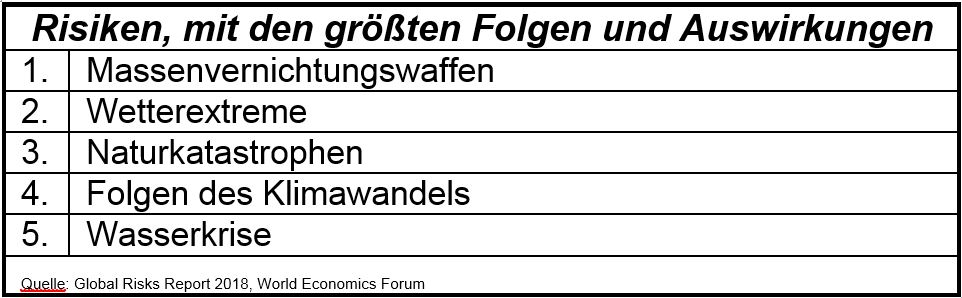 Risiken, mit den größten Folgen und Auswirkungen
1. Massenvernichtungswaffen
2. Wetterextreme
3. Naturkatastrophen
4. Folgen des Klimawandels
5. Wasserkrise
Quelle: Global Risks Report 2018, World Economics Forum